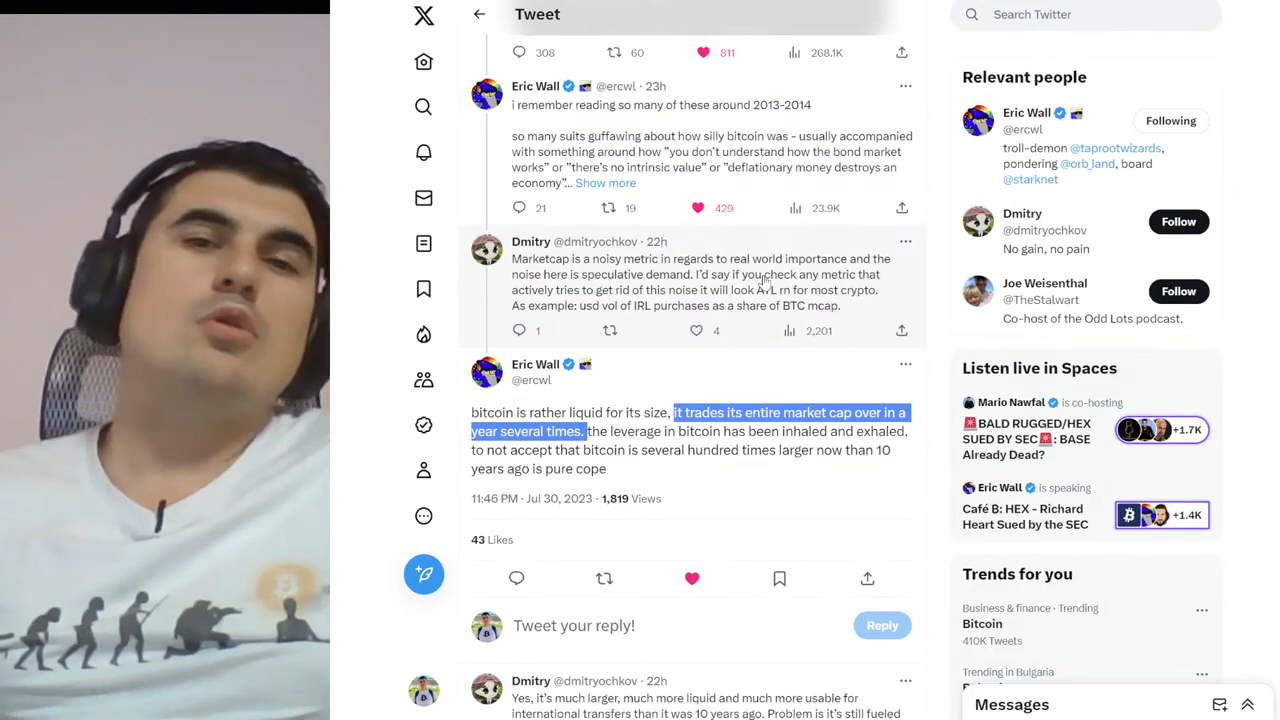 Tweet
308 60 811 268.1K
Eric Wall @ercwl · 23h
i remember reading so many of these around 2013-2014
so many suits guffawing about how silly bitcoin was - usually accompanied
with something around how ”you don't understand how the bond market
works” or ”there's no intrinsic value” or ”deflationary money destroys an
economy”... Show more
21 19 429 23.9K
Dmitry @dmitryochkov · 22h
Marketcap is a noisy metric in regards to real world importance and the
noise here is speculative demand. I'd say if you check any metric that
actively tries to get rid of this noise it will look rn for most crypto.
As example: usd vol of IRL purchases as a share of BTC mcap.
1 4 2,201
Eric Wall
@ercwl
bitcoin is rather liquid for its size, it trades its entire market cap over in a
year several times. the leverage in bitcoin has been inhaled and exhaled.
to not accept that bitcoin is several hundred times larger now than 10
years ago is pure cope
11:46 PM · Jul 30, 2023 · 1,819 Views
43 Likes
Tweet your reply!
Reply
Dmitry @dmitryochkov · 22h
Yes, it's much larger, much more liquid and much more usable for
international transfers than it was 10 years ago. Problem is it's still fueled
Search Twitter
Relevant people
Eric Wall
@ercwl
Following
troll-demon @taprootwizards,
pondering @orb_land, board
@starknet
Dmitry
@dmitryochkov
Follow
No gain, no pain
Joe Weisenthal
@TheStalwart
Follow
Co-host of the Odd Lots podcast.
Listen live in Spaces
Mario Nawfal is co-hosting
🚨BALD RUGGED/HEX
SUED BY SEC🚨: BASE
Already Dead?
+1.7K
Eric Wall is speaking
Café ₿: HEX - Richard
Heart Sued by the SEC
+1.4K
Trends for you
Business & finance · Trending
Bitcoin
410K Tweets
Trending in Bulgaria
Messages